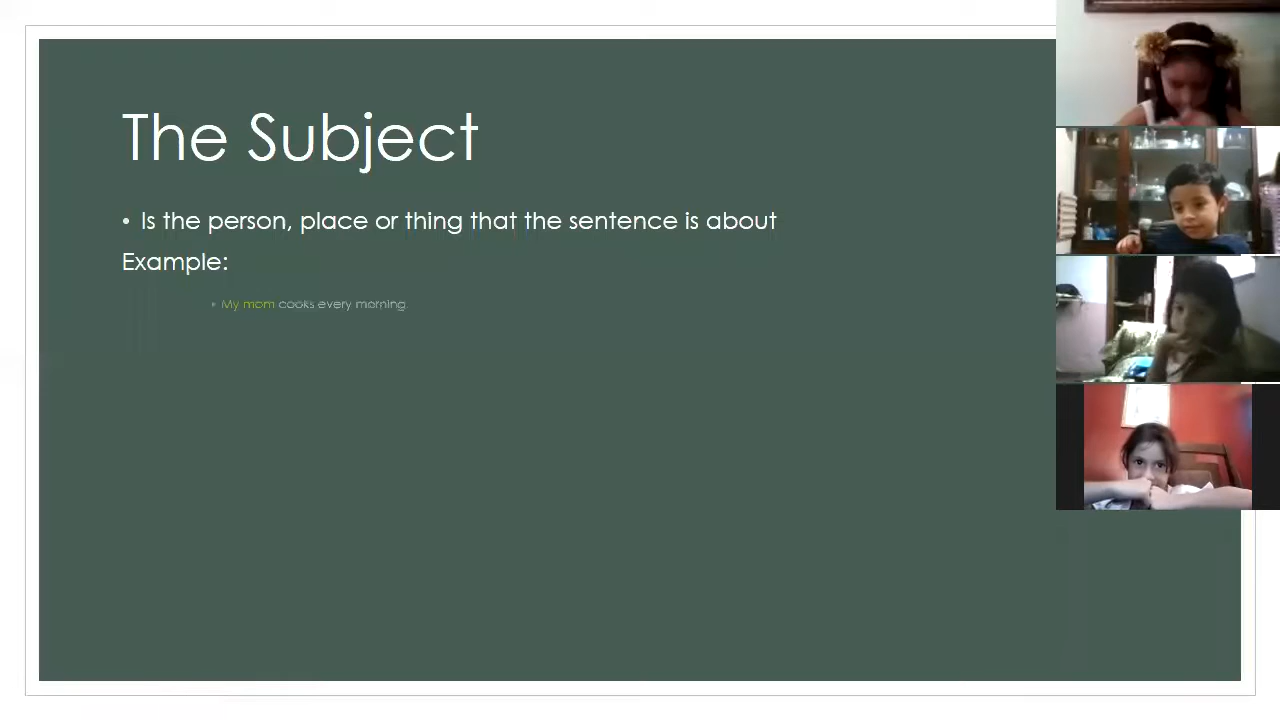 The Subject
• Is the person, place or thing that the sentence is about
Example:
• My mom cooks every morning.